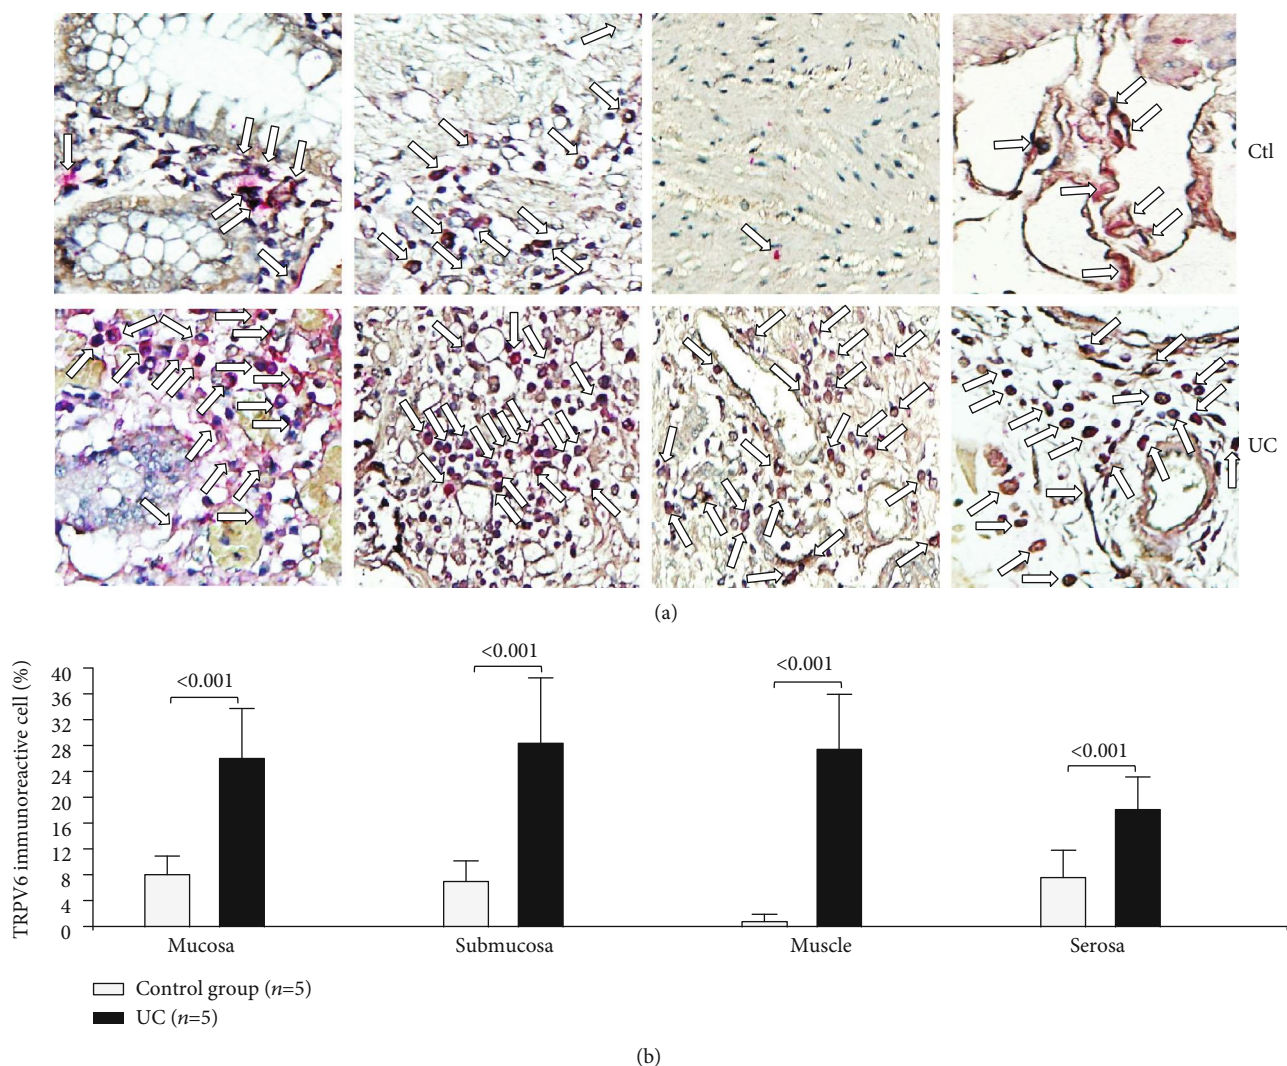 Ctl
UC
(a)
TRPV6 immunoreactive cell (%)
40
36
32
28
24
20
16
12
8
4
0
<0.001
<0.001
<0.001
<0.001
Mucosa
Submucosa
Muscle
Serosa
Control group (n=5)
UC (n=5)
(b)